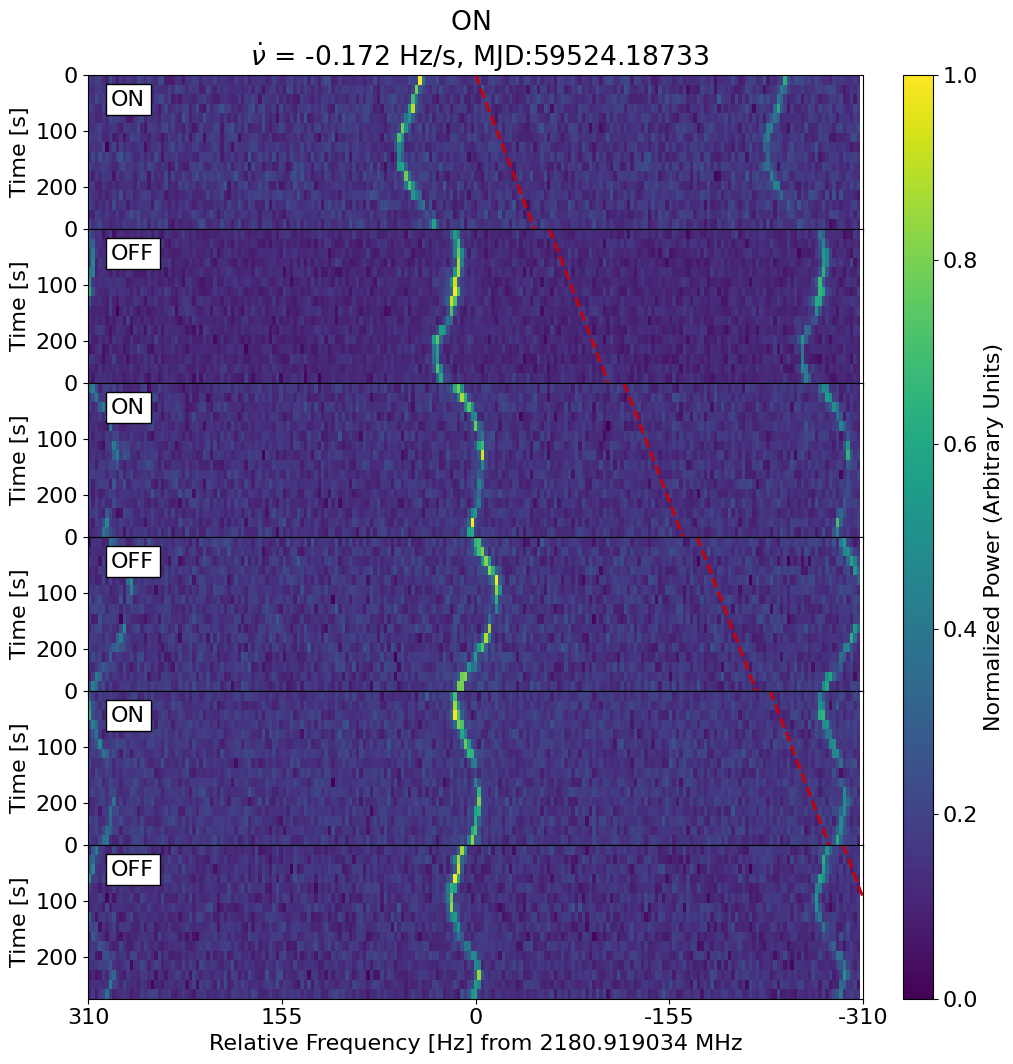 ON
ν̇ = -0.172 Hz/s, MJD:59524.18733
0
ON
Time [s]
100
200
0
OFF
Time [s]
100
200
0
ON
Time [s]
100
200
0
OFF
Time [s]
100
200
0
ON
Time [s]
100
200
0
OFF
Time [s]
100
200
310 155 0 -155 -310
Relative Frequency [Hz] from 2180.919034 MHz
1.0
0.8
0.6
0.4
0.2
0.0
Normalized Power (Arbitrary Units)